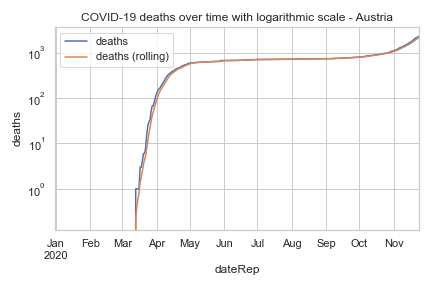 COVID-19 deaths over time with logarithmic scale - Austria
deaths
deaths (rolling)
10³
10²
10¹
10⁰
deaths
Jan Feb Mar Apr May Jun Jul Aug Sep Oct Nov
2020
dateRep